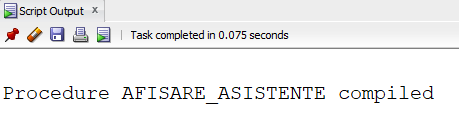 Script Output x
Task completed in 0.075 seconds
Procedure AFISARE_ASISTENTE compiled